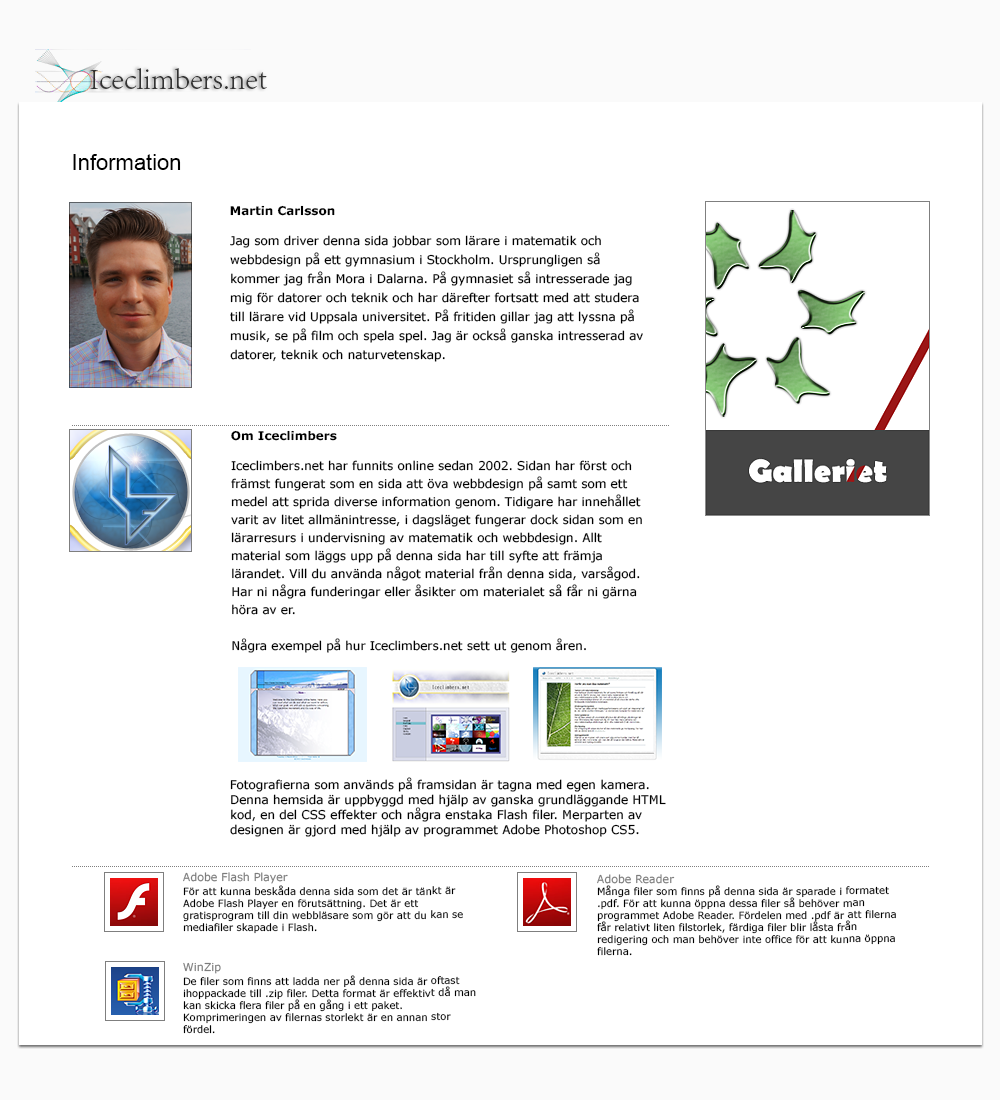 Iceclimbers.net
Information
Martin Carlsson
Jag som driver denna sida jobbar som lärare i matematik och
webbdesign på ett gymnasium i Stockholm. Ursprungligen så
kommer jag från Mora i Dalarna. På gymnasiet så intresserade jag
mig för datorer och teknik och har därefter fortsatt med att studera
till lärare vid Uppsala universitet. På fritiden gillar jag att lyssna på
musik, se på film och spela spel. Jag är också ganska intresserad av
datorer, teknik och naturvetenskap.
Galleriet
Om Iceclimbers
Iceclimbers.net har funnits online sedan 2002. Sidan har först och
främst fungerat som en sida att öva webbdesign på samt som ett
medel att sprida diverse information genom. Tidigare har innehållet
varit av litet allmänintresse, i dagsläget fungerar dock sidan som en
lärarresurs i undervisning av matematik och webbdesign. Allt
material som läggs upp på denna sida har till syfte att främja
lärandet. Vill du använda något material från denna sida, varsågod.
Har ni några funderingar eller åsikter om materialet så får ni gärna
höra av er.
Några exempel på hur Iceclimbers.net sett ut genom åren.
Iceclimbers.net
Fotografierna som används på framsidan är tagna med egen kamera.
Denna hemsida är uppbyggd med hjälp av ganska grundläggande HTML
kod, en del CSS effekter och några enstaka Flash filer. Merparten av
designen är gjord med hjälp av programmet Adobe Photoshop CS5.
Adobe Flash Player
För att kunna beskåda denna sida som det är tänkt är
Adobe Flash Player en förutsättning. Det är ett
gratisprogram till din webbläsare som gör att du kan se
mediafiler skapade i Flash.
Adobe Reader
Många filer som finns på denna sida är sparade i formatet
.pdf. För att kunna öppna dessa filer så behöver man
programmet Adobe Reader. Fördelen med .pdf är att filerna
får relativt liten filstorlek, färdiga filer blir låsta från
redigering och man behöver inte office för att kunna öppna
filerna.
WinZip
De filer som finns att ladda ner på denna sida är oftast
ihoppackade till .zip filer. Detta format är effektivt då man
kan skicka flera filer på en gång i ett paket.
Komprimeringen av filernas storlekt är en annan stor
fördel.